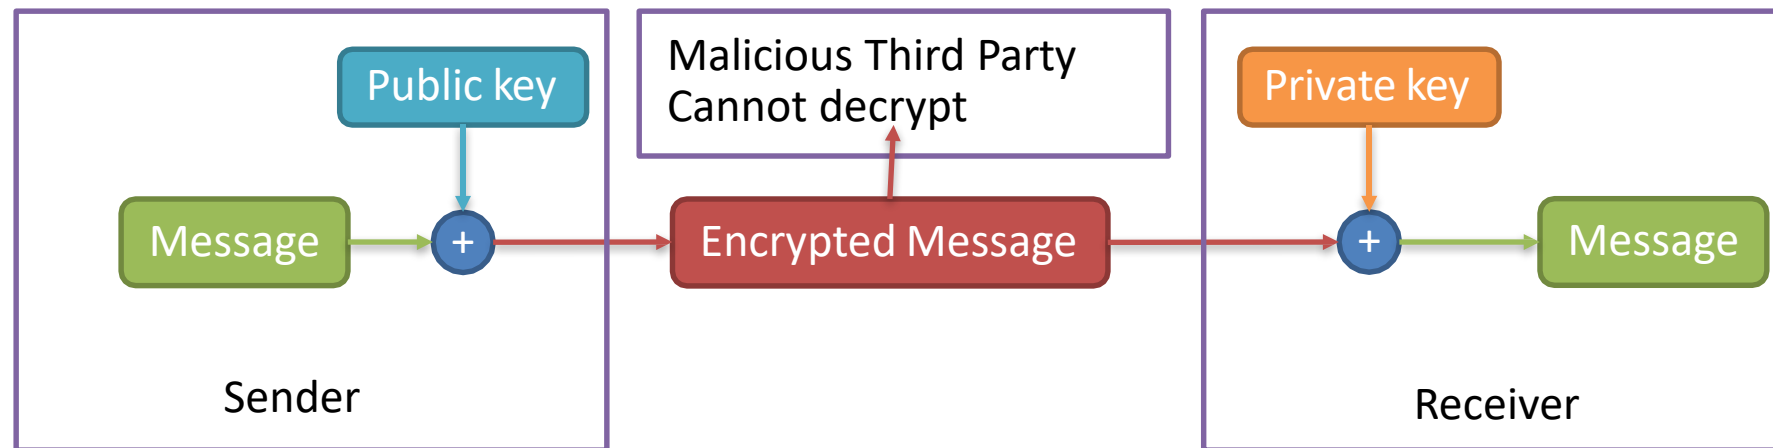 Public key
Malicious Third Party
Cannot decrypt
Private key
Message
+
Encrypted Message
+
Message
Sender
Receiver